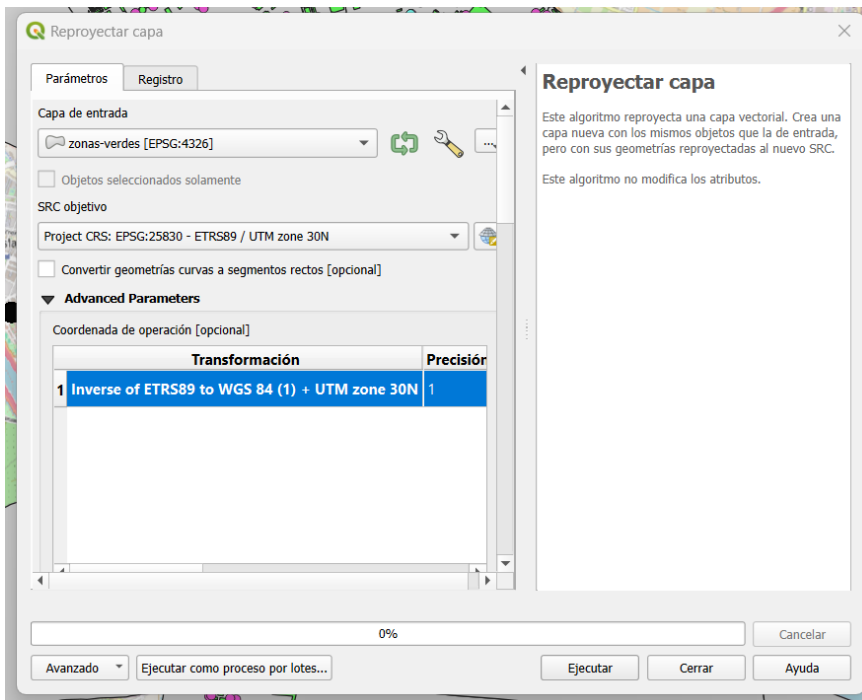 Reproyectar capa
Parámetros
Registro
Capa de entrada
zonas-verdes [EPSG:4326]
...
Objetos seleccionados solamente
SRC objetivo
Project CRS: EPSG:25830 - ETRS89 / UTM zone 30N
Convertir geometrías curvas a segmentos rectos [opcional]
Advanced Parameters
Coordenada de operación [opcional]
Transformación Precisión
1 Inverse of ETRS89 to WGS 84 (1) + UTM zone 30N 1
Reproyectar capa
Este algoritmo reproyecta una capa vectorial. Crea una
capa nueva con los mismos objetos que la de entrada,
pero con sus geometrías reproyectadas al nuevo SRC.
Este algoritmo no modifica los atributos.
0%
Cancelar
Avanzado
Ejecutar como proceso por lotes...
Ejecutar
Cerrar
Ayuda